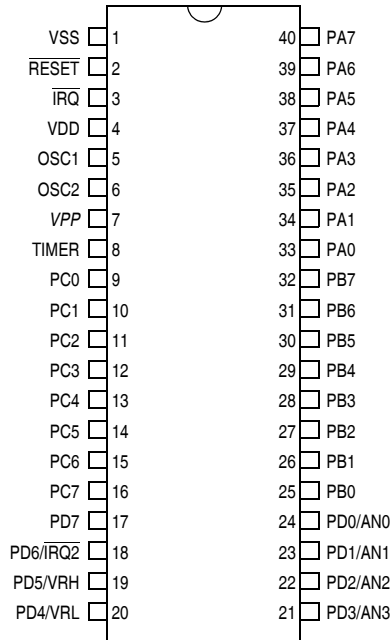 VSS 1 40 PA7
RESET 2 39 PA6
IRQ 3 38 PA5
VDD 4 37 PA4
OSC1 5 36 PA3
OSC2 6 35 PA2
VPP 7 34 PA1
TIMER 8 33 PA0
PC0 9 32 PB7
PC1 10 31 PB6
PC2 11 30 PB5
PC3 12 29 PB4
PC4 13 28 PB3
PC5 14 27 PB2
PC6 15 26 PB1
PC7 16 25 PB0
PD7 17 24 PD0/AN0
PD6/IRQ2 18 23 PD1/AN1
PD5/VRH 19 22 PD2/AN2
PD4/VRL 20 21 PD3/AN3